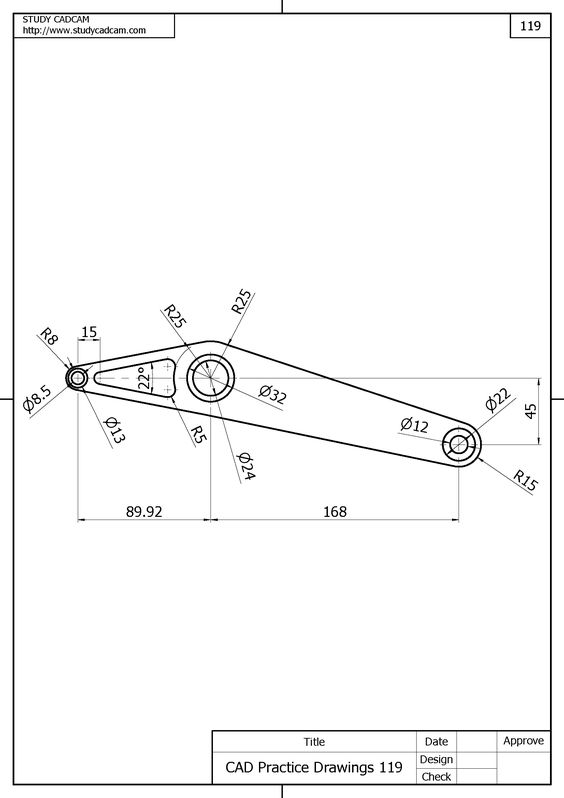 STUDY CADCAM
http://www.studycadcam.com
119
R25
R25
R8
15
22°
Ø8.5
Ø13
R5
Ø32
Ø24
Ø12
Ø22
45
R15
89.92
168
Title
Date
Approve
CAD Practice Drawings 119
Design
Check